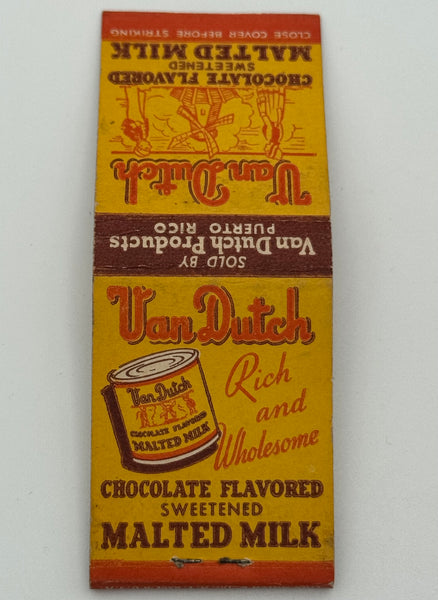 CLOSE COVER BEFORE STRIKING
Van Dutch
CHOCOLATE FLAVORED
SWEETENED
MALTED MILK
SOLD BY
Van Dutch Products
PUERTO RICO
Van Dutch
Rich
and
Wholesome
Van Dutch
CHOCOLATE FLAVORED
MALTED MILK
CHOCOLATE FLAVORED
SWEETENED
MALTED MILK